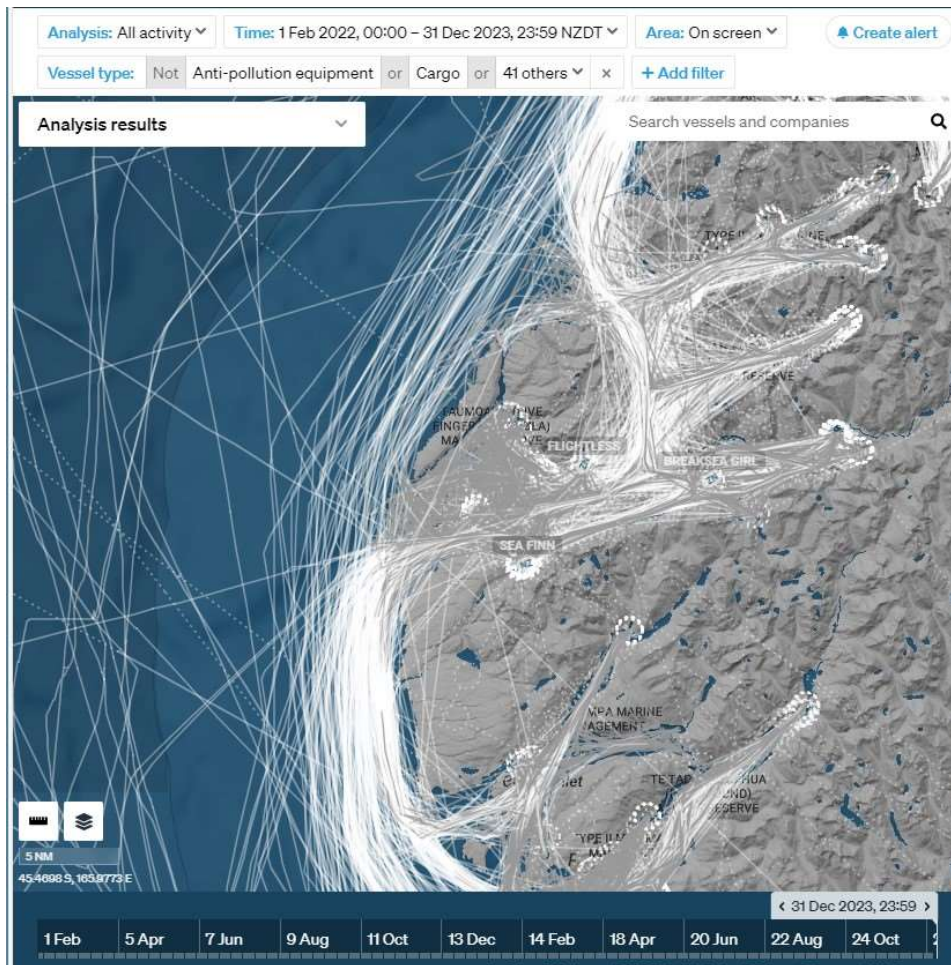 Analysis: All activity Time: 1 Feb 2022, 00:00 – 31 Dec 2023, 23:59 NZDT Area: On screen Create alert
Vessel type: Not Anti-pollution equipment or Cargo or 41 others × + Add filter
Analysis results
Search vessels and companies
RESERVE
FLIGHTLESS
BREAKSEA GIRL
SEA FINN
NZ
MARINE
TYPE II
5 NM
45.4698 S, 165.9773 E
< 31 Dec 2023, 23:59 >
1 Feb 5 Apr 7 Jun 9 Aug 11 Oct 13 Dec 14 Feb 18 Apr 20 Jun 22 Aug 24 Oct